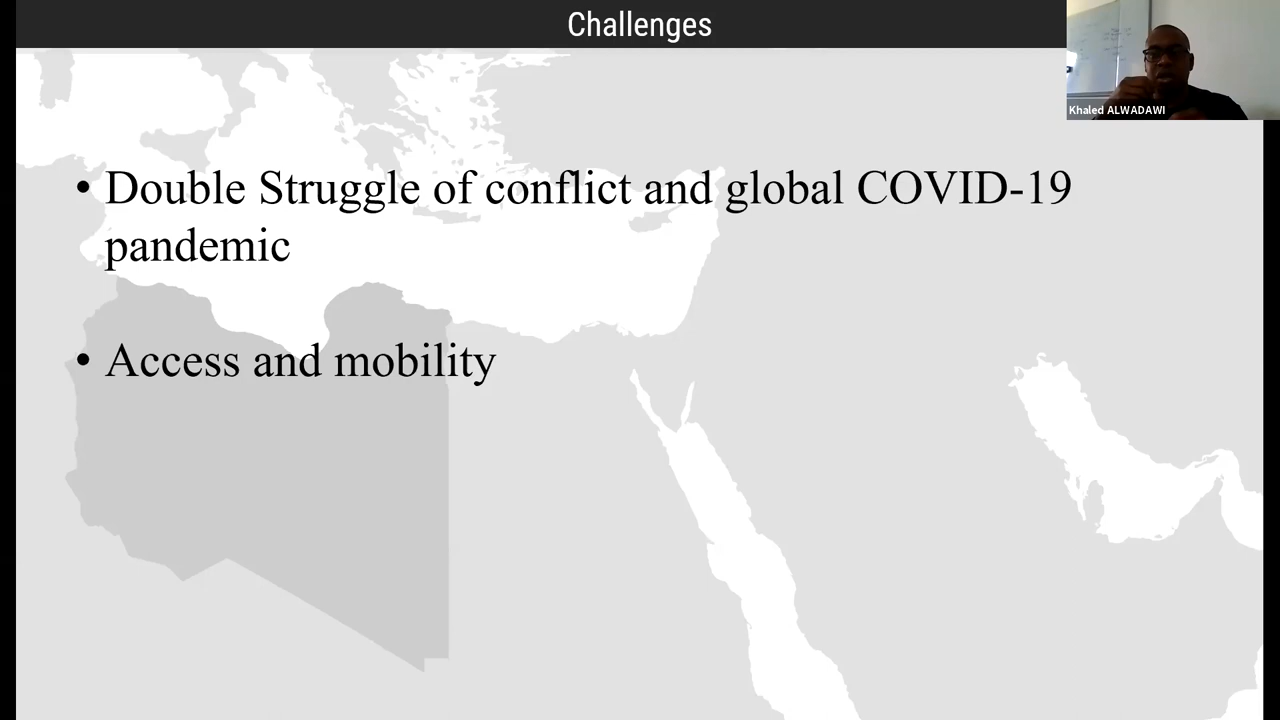 Challenges
Khaled ALWADAWI
• Double Struggle of conflict and global COVID-19
pandemic
• Access and mobility